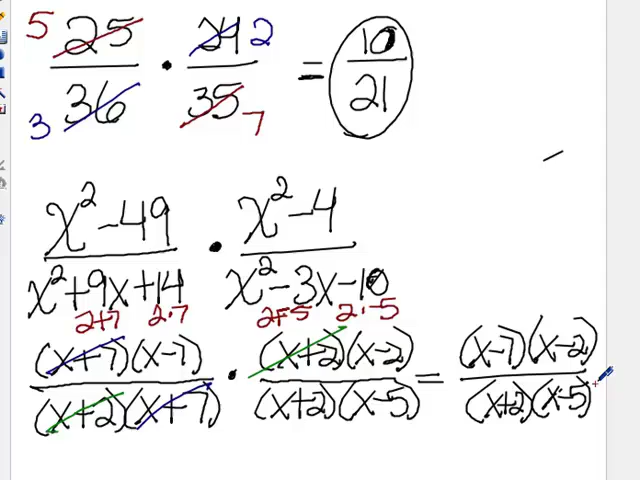 5 25/36 · 24/35 2 = 10/21
3 7
(x²-49)/(x²+9x+14) · (x²-4)/(x²-3x-10)
2+7 2·7 2+-5 2·-5
(x+7)(x-7)/(x+2)(x+7) · (x+2)(x-2)/(x+2)(x-5) = (x-7)(x-2)/(x+2)(x-5)